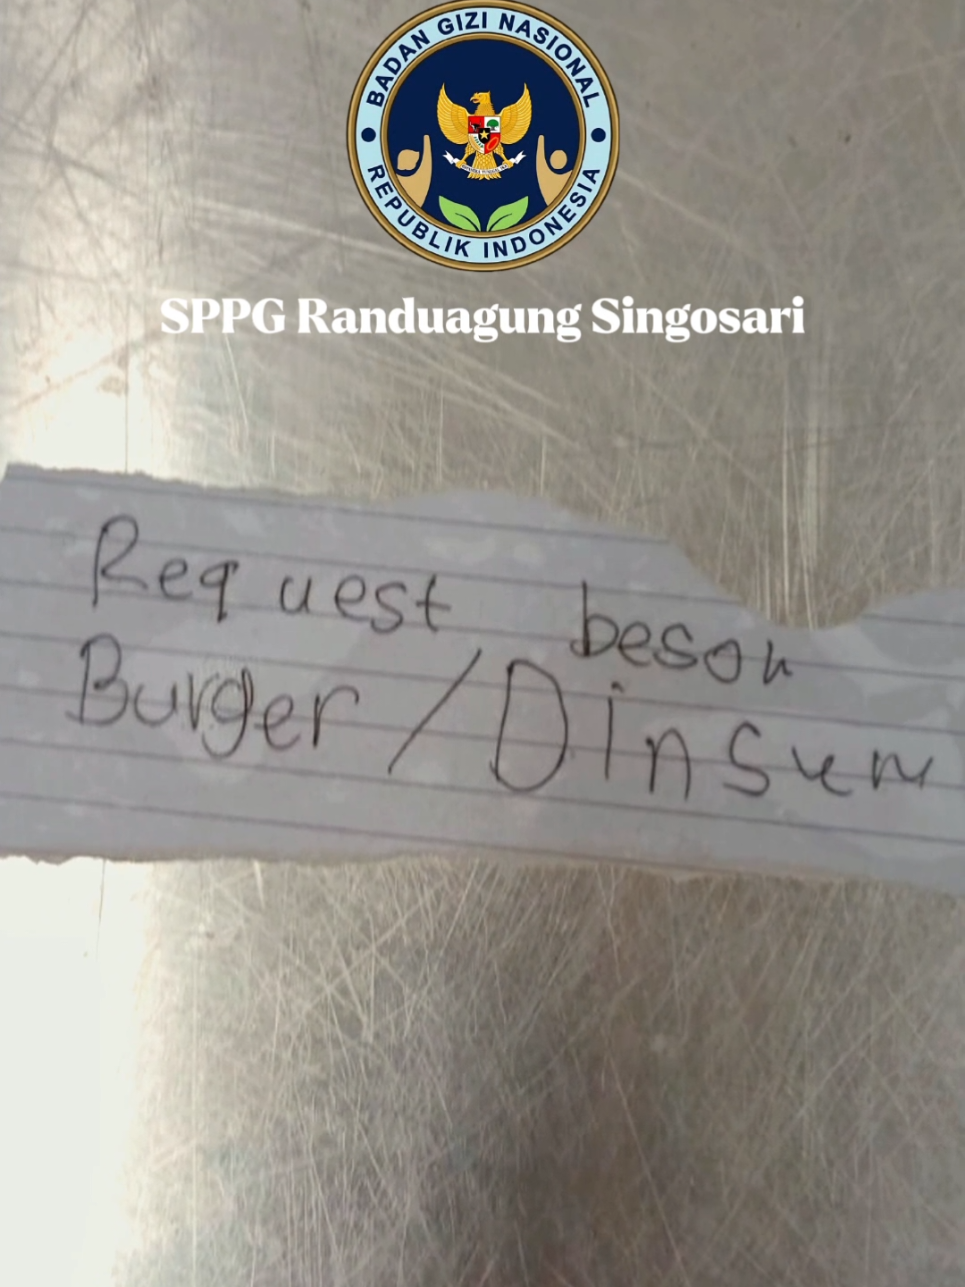 BADAN GIZI NASIONAL
REPUBLIK INDONESIA
SPPG Randuagung Singosari
Request besok
Burger / Dinsum